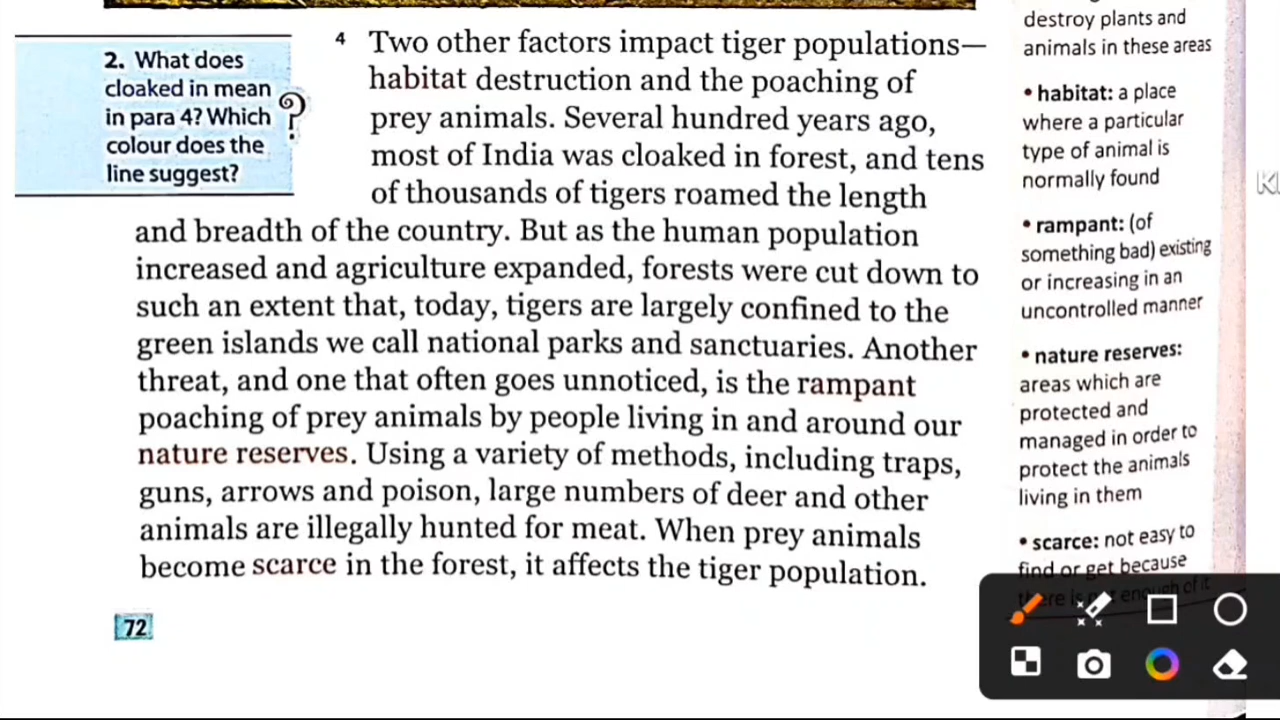 2. What does
cloaked in mean
in para 4? Which
colour does the
line suggest?
?
4 Two other factors impact tiger populations—
habitat destruction and the poaching of
prey animals. Several hundred years ago,
most of India was cloaked in forest, and tens
of thousands of tigers roamed the length
and breadth of the country. But as the human population
increased and agriculture expanded, forests were cut down to
such an extent that, today, tigers are largely confined to the
green islands we call national parks and sanctuaries. Another
threat, and one that often goes unnoticed, is the rampant
poaching of prey animals by people living in and around our
nature reserves. Using a variety of methods, including traps,
guns, arrows and poison, large numbers of deer and other
animals are illegally hunted for meat. When prey animals
become scarce in the forest, it affects the tiger population.
72
destroy plants and
animals in these areas
• habitat: a place
where a particular
type of animal is
normally found
• rampant: (of
something bad) existing
or increasing in an
uncontrolled manner
• nature reserves:
areas which are
protected and
managed in order to
protect the animals
living in them
• scarce: not easy to
find or get because
there is not enough of it